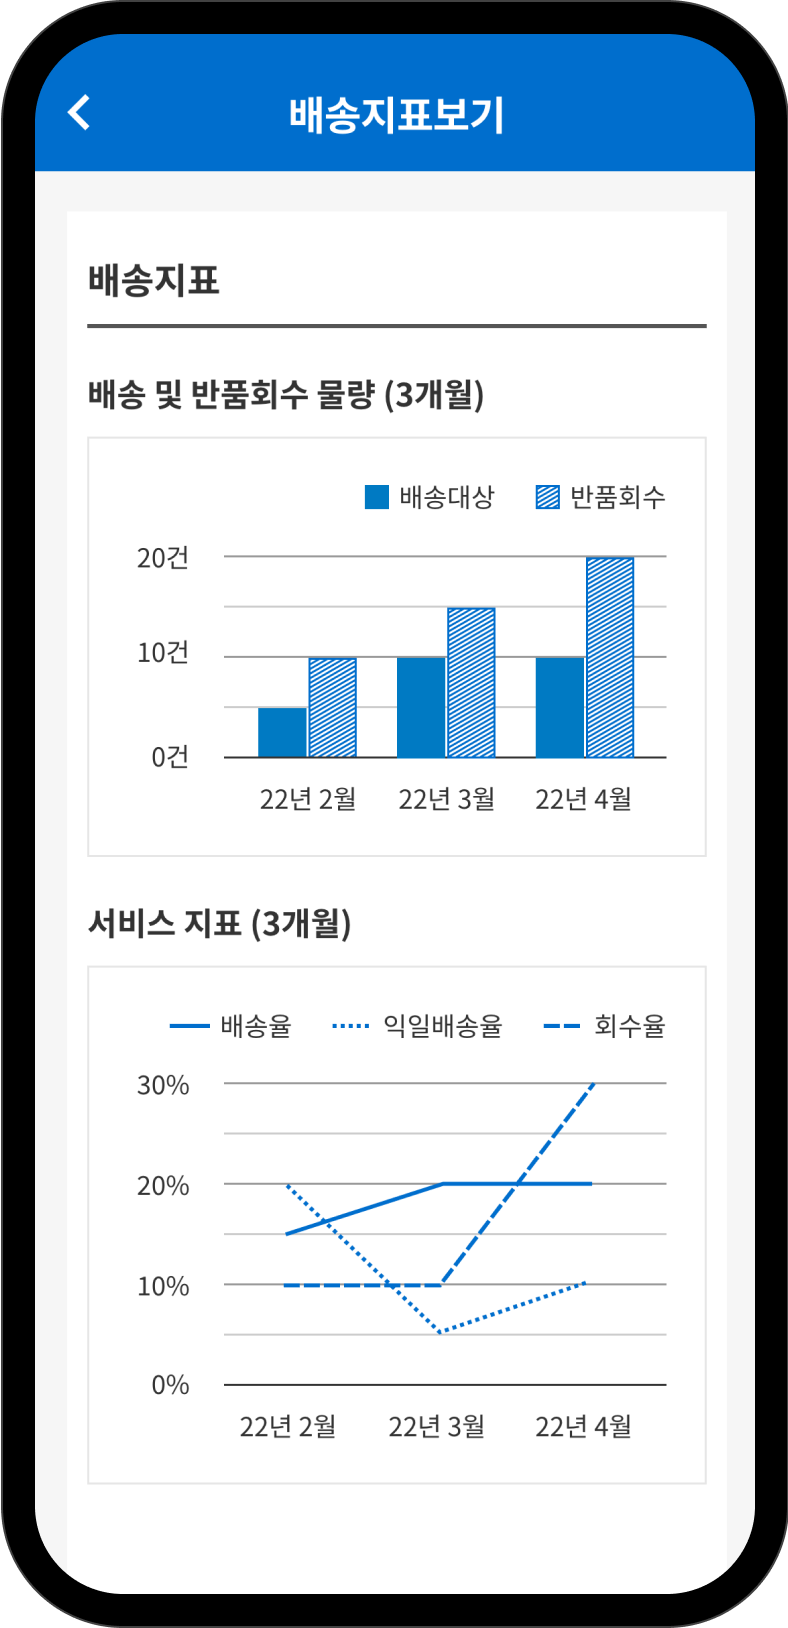 배송지표보기
배송지표
배송 및 반품회수 물량 (3개월)
배송대상 반품회수
20건
10건
0건
22년 2월 22년 3월 22년 4월
서비스 지표 (3개월)
배송율 익일배송율 회수율
30%
20%
10%
0%
22년 2월 22년 3월 22년 4월